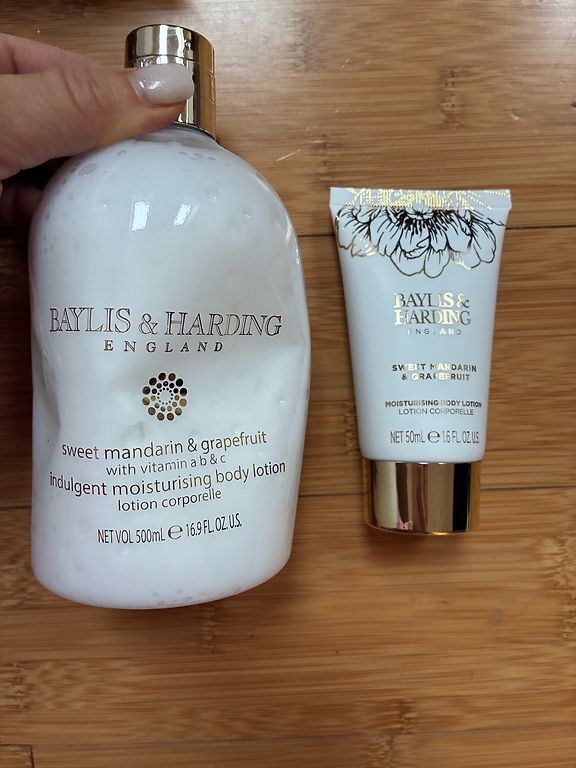 BAYLIS & HARDING
ENGLAND
sweet mandarin & grapefruit
with vitamin a b & c
indulgent moisturising body lotion
lotion corporelle
NET VOL 500mL ℮ 16.9 FL. OZ. U.S.
BAYLIS &
HARDING
ENGLAND
SWEET MANDARIN
& GRAPEFRUIT
MOISTURISING BODY LOTION
LOTION CORPORELLE
NET 50mL ℮ 1.6 FL. OZ. U.S.